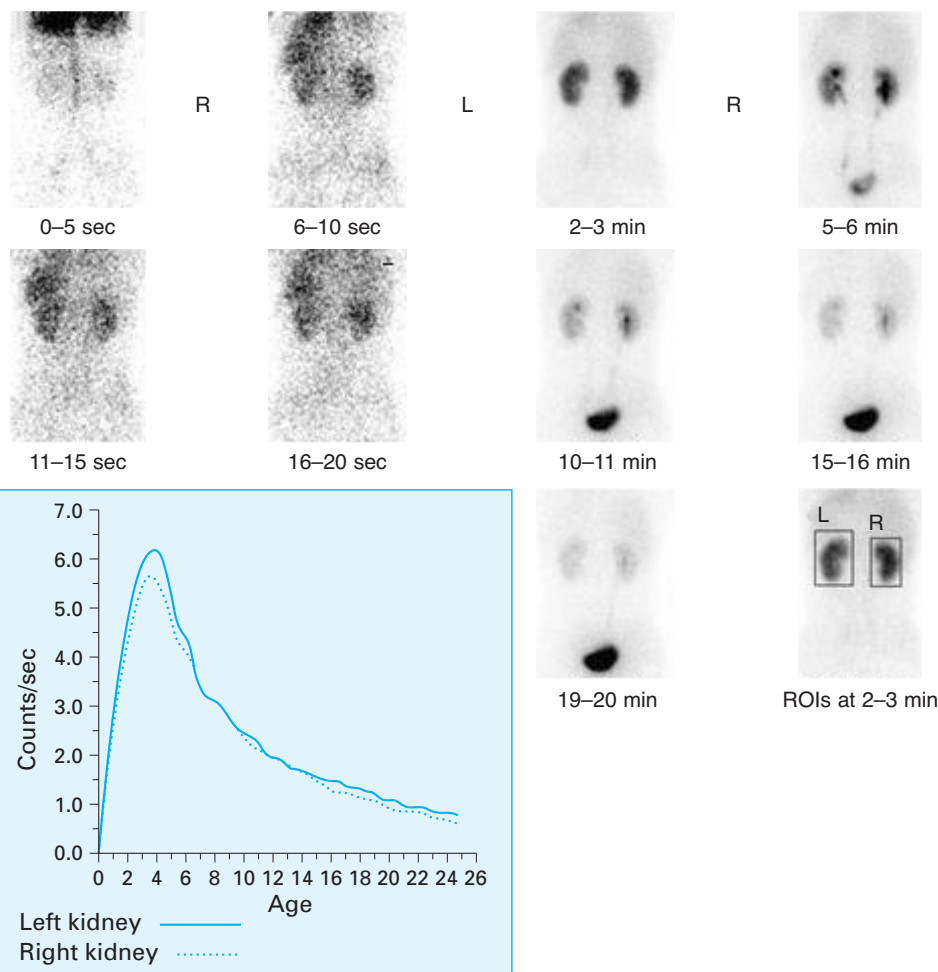 R
L
R
0–5 sec
6–10 sec
2–3 min
5–6 min
11–15 sec
16–20 sec
10–11 min
15–16 min
L
R
19–20 min
ROIs at 2–3 min
7.0
6.0
5.0
4.0
3.0
2.0
1.0
0.0
Counts/sec
0 2 4 6 8 10 12 14 16 18 20 22 24 26
Age
Left kidney
Right kidney